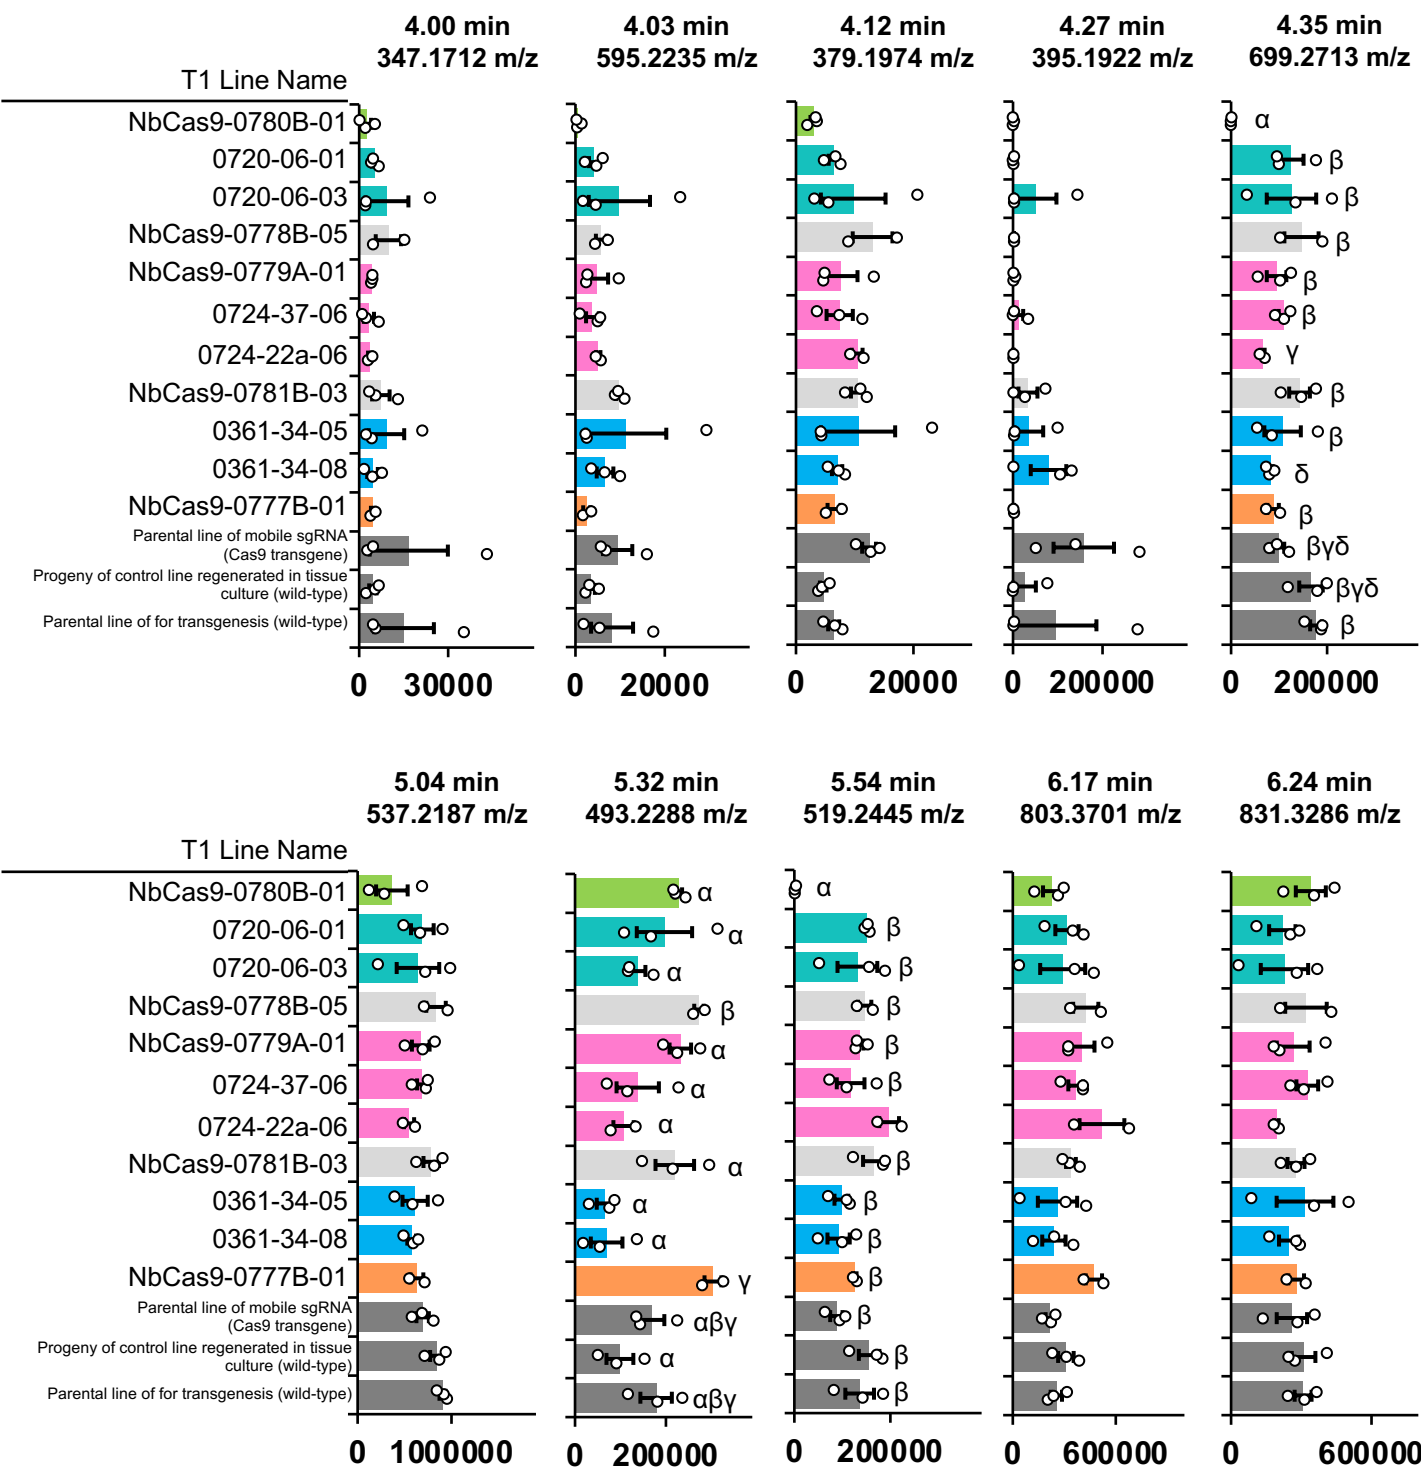 4.00 min 4.03 min 4.12 min 4.27 min 4.35 min
347.1712 m/z 595.2235 m/z 379.1974 m/z 395.1922 m/z 699.2713 m/z
T1 Line Name
NbCas9-0780B-01 α
0720-06-01 β
0720-06-03 β
NbCas9-0778B-05 β
NbCas9-0779A-01 β
0724-37-06 β
0724-22a-06 γ
NbCas9-0781B-03 β
0361-34-05 β
0361-34-08 δ
NbCas9-0777B-01 β
Parental line of mobile sgRNA
(Cas9 transgene) βγδ
Progeny of control line regenerated in tissue
culture (wild-type) βγδ
Parental line of for transgenesis (wild-type) β
0 30000 0 20000 0 20000 0 200000 0 200000
5.04 min 5.32 min 5.54 min 6.17 min 6.24 min
537.2187 m/z 493.2288 m/z 519.2445 m/z 803.3701 m/z 831.3286 m/z
T1 Line Name
NbCas9-0780B-01 α α
0720-06-01 α β
0720-06-03 α β
NbCas9-0778B-05 β β
NbCas9-0779A-01 α β
0724-37-06 α β
0724-22a-06 α
NbCas9-0781B-03 α β
0361-34-05 α β
0361-34-08 α β
NbCas9-0777B-01 γ β
Parental line of mobile sgRNA
(Cas9 transgene) αβγ β
Progeny of control line regenerated in tissue
culture (wild-type) α β
Parental line of for transgenesis (wild-type) αβγ β
0 1000000 0 200000 0 2000000 0 600000 0 600000